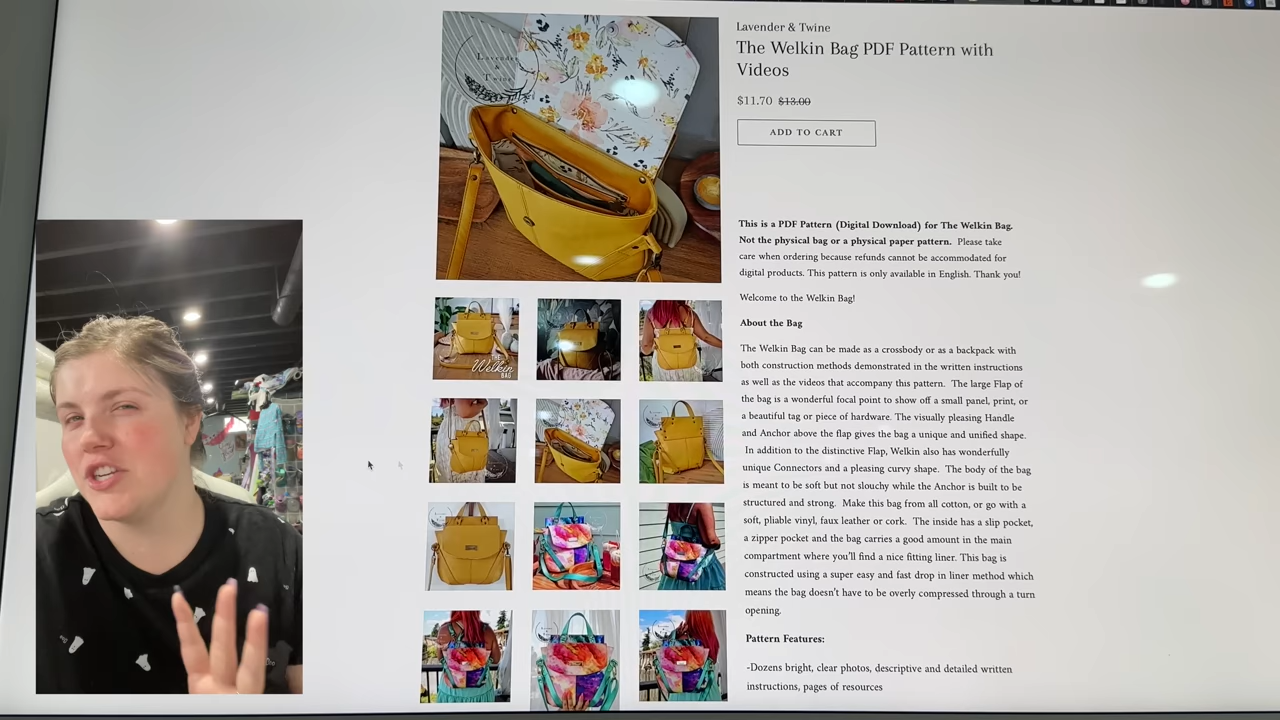 Lavender & Twine
The Welkin Bag PDF Pattern with
Videos
$11.70 $13.00
ADD TO CART
This is a PDF Pattern (Digital Download) for The Welkin Bag.
Not the physical bag or a physical paper pattern. Please take
care when ordering because refunds cannot be accommodated for
digital products. This pattern is only available in English. Thank you!
Welcome to the Welkin Bag!
About the Bag
The Welkin Bag can be made as a crossbody or as a backpack with
both construction methods demonstrated in the written instructions
as well as the videos that accompany this pattern. The large Flap of
the bag is a wonderful focal point to show off a small panel, print, or
a beautiful tag or piece of hardware. The visually pleasing Handle
and Anchor above the flap gives the bag a unique and unified shape.
In addition to the distinctive Flap, Welkin also has wonderfully
unique Connectors and a pleasing curvy shape. The body of the bag
is meant to be soft but not slouchy while the Anchor is built to be
structured and strong. Make this bag from all cotton, or go with a
soft, pliable vinyl, faux leather or cork. The inside has a slip pocket,
a zipper pocket and the bag carries a good amount in the main
compartment where you'll find a nice fitting liner. This bag is
constructed using a super easy and fast drop in liner method which
means the bag doesn't have to be overly compressed through a turn
opening.
Pattern Features:
-Dozens bright, clear photos, descriptive and detailed written
instructions, pages of resources
Lavender
&
Twine
THE
Welkin
BAG